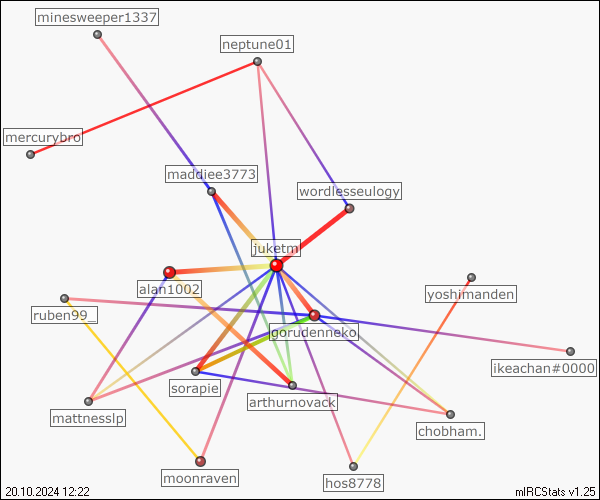 minesweeper1337
neptune01
mercurybro
maddiee3773
wordlesseulogy
juketm
alan1002
yoshimanden
ruben99_
gorudenneko
ikeachan#0000
sorapie
arthurnovack
mattnesslp
chobham.
moonraven
hos8778
20.10.2024 12:22
mIRCStats v1.25